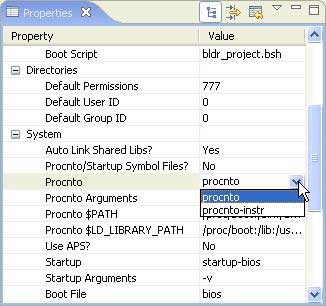 Properties
Property Value
Boot Script bldr_project.bsh
Directories
Default Permissions 777
Default User ID 0
Default Group ID 0
System
Auto Link Shared Libs? Yes
Procnto/Startup Symbol Files? No
Procnto procnto
procnto
procnto-instr
Procnto Arguments
Procnto $PATH
Procnto $LD_LIBRARY_PATH /proc/boot:/lib:/us...
Use APS? No
Startup startup-bios
Startup Arguments -v
Boot File bios